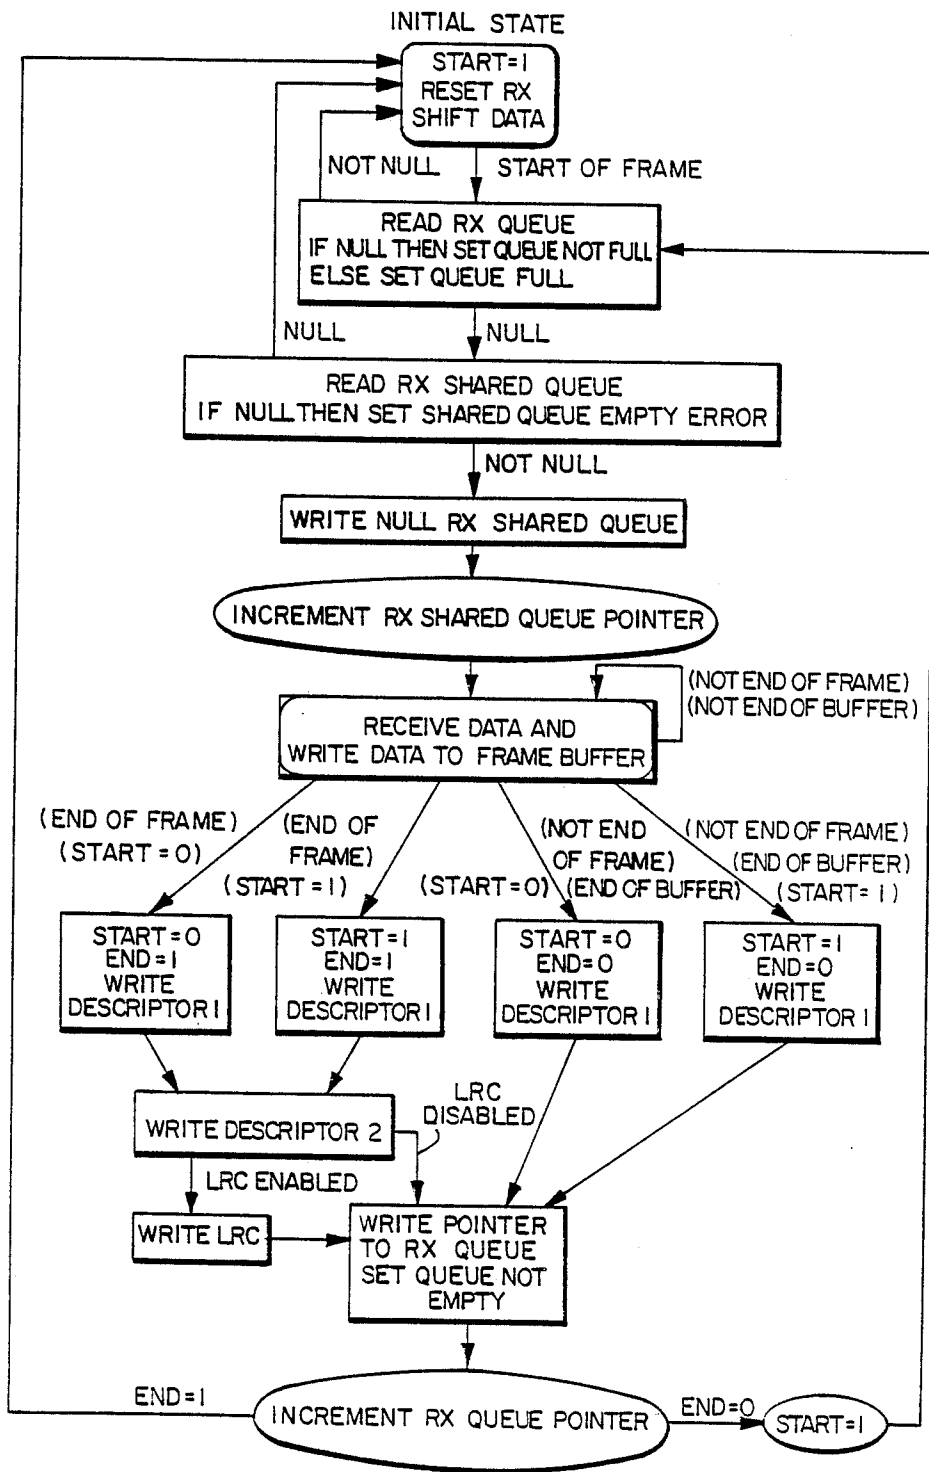 INITIAL STATE
START=1
RESET RX
SHIFT DATA
NOT NULL
START OF FRAME
READ RX QUEUE
IF NULL THEN SET QUEUE NOT FULL
ELSE SET QUEUE FULL
NULL
NULL
READ RX SHARED QUEUE
IF NULL THEN SET SHARED QUEUE EMPTY ERROR
NOT NULL
WRITE NULL RX SHARED QUEUE
INCREMENT RX SHARED QUEUE POINTER
(NOT END OF FRAME)
(NOT END OF BUFFER)
RECEIVE DATA AND
WRITE DATA TO FRAME BUFFER
(END OF FRAME)
(START=0)
(END OF
FRAME)
(START=1)
(NOT END
OF FRAME)
(START=0) (END OF BUFFER)
(NOT END OF FRAME)
(END OF BUFFER)
(START=1)
START=0
END=1
WRITE
DESCRIPTOR 1
START=1
END=1
WRITE
DESCRIPTOR 1
START=0
END=0
WRITE
DESCRIPTOR 1
START=1
END=0
WRITE
DESCRIPTOR 1
LRC
DISABLED
WRITE DESCRIPTOR 2
LRC ENABLED
WRITE LRC
WRITE POINTER
TO RX QUEUE
SET QUEUE NOT
EMPTY
END=1
INCREMENT RX QUEUE POINTER
END=0
START=1